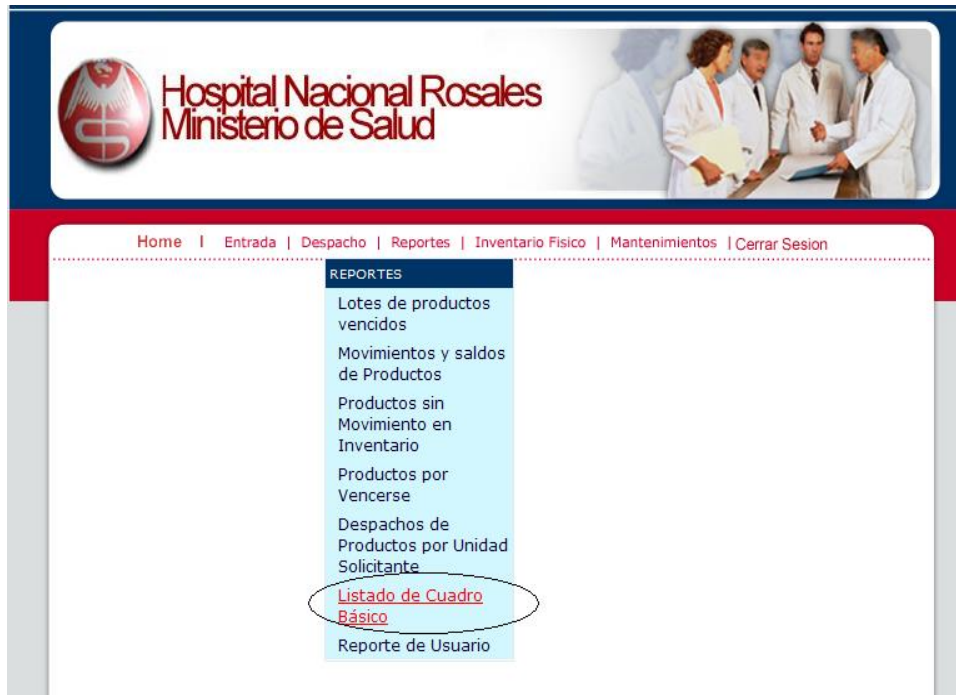 Hospital Nacional Rosales
Ministerio de Salud
Home | Entrada | Despacho | Reportes | Inventario Fisico | Mantenimientos | Cerrar Sesion
REPORTES
Lotes de productos
vencidos
Movimientos y saldos
de Productos
Productos sin
Movimiento en
Inventario
Productos por
Vencerse
Despachos de
Productos por Unidad
Solicitante
Listado de Cuadro
Básico
Reporte de Usuario